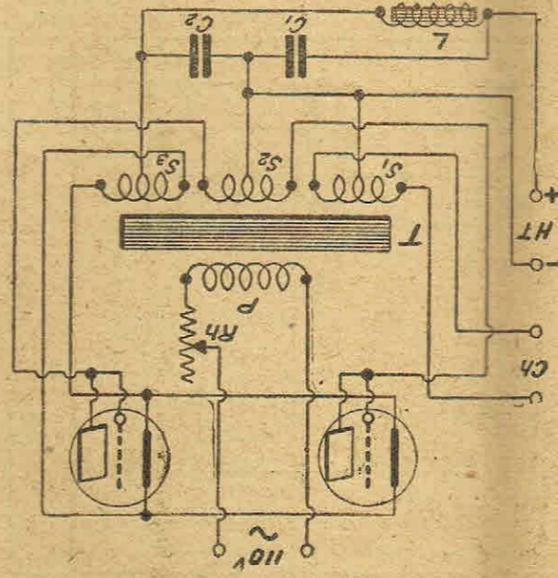 L
C₁
C₂
S₁
S₂
S₃
+
HT
−
T
P
Rh
Ch
~
110ᵛ